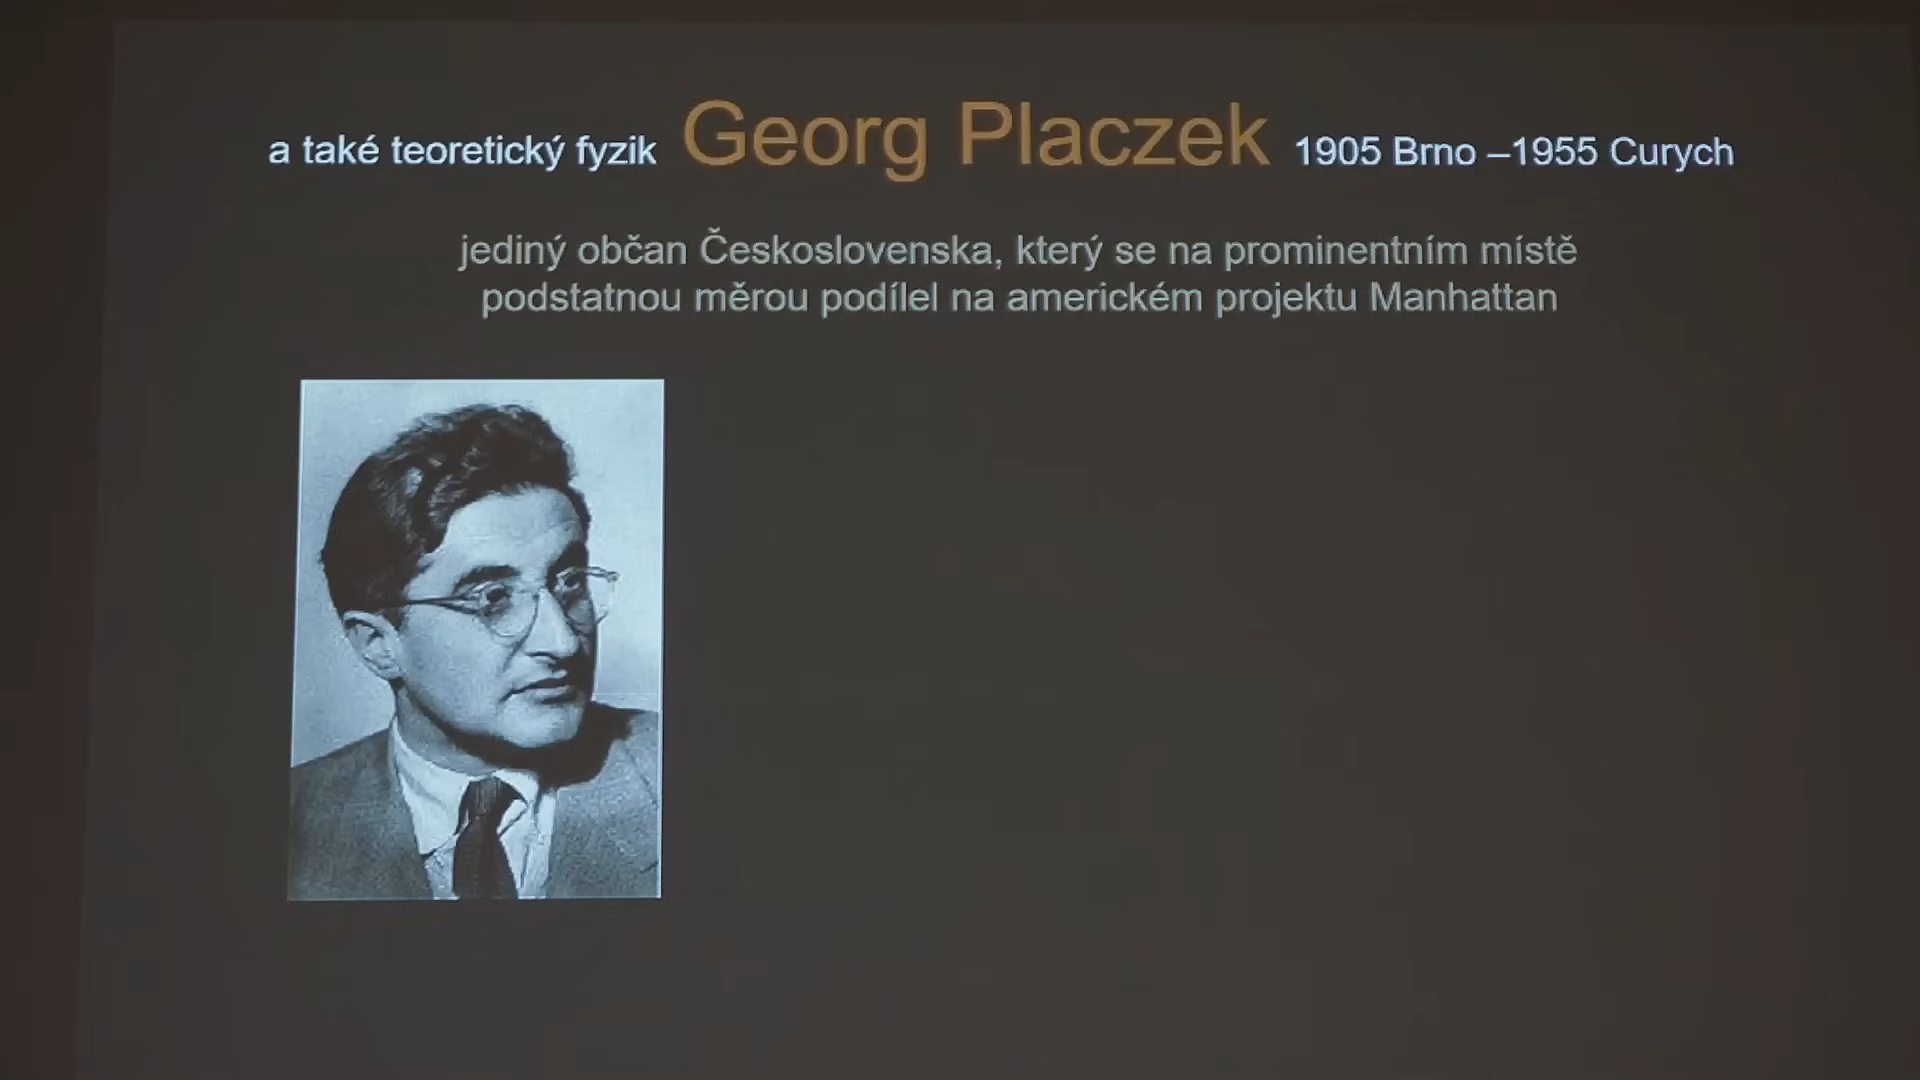 a také teoretický fyzik Georg Placzek 1905 Brno –1955 Curych
jediný občan Československa, který se na prominentním místě
podstatnou měrou podílel na americkém projektu Manhattan